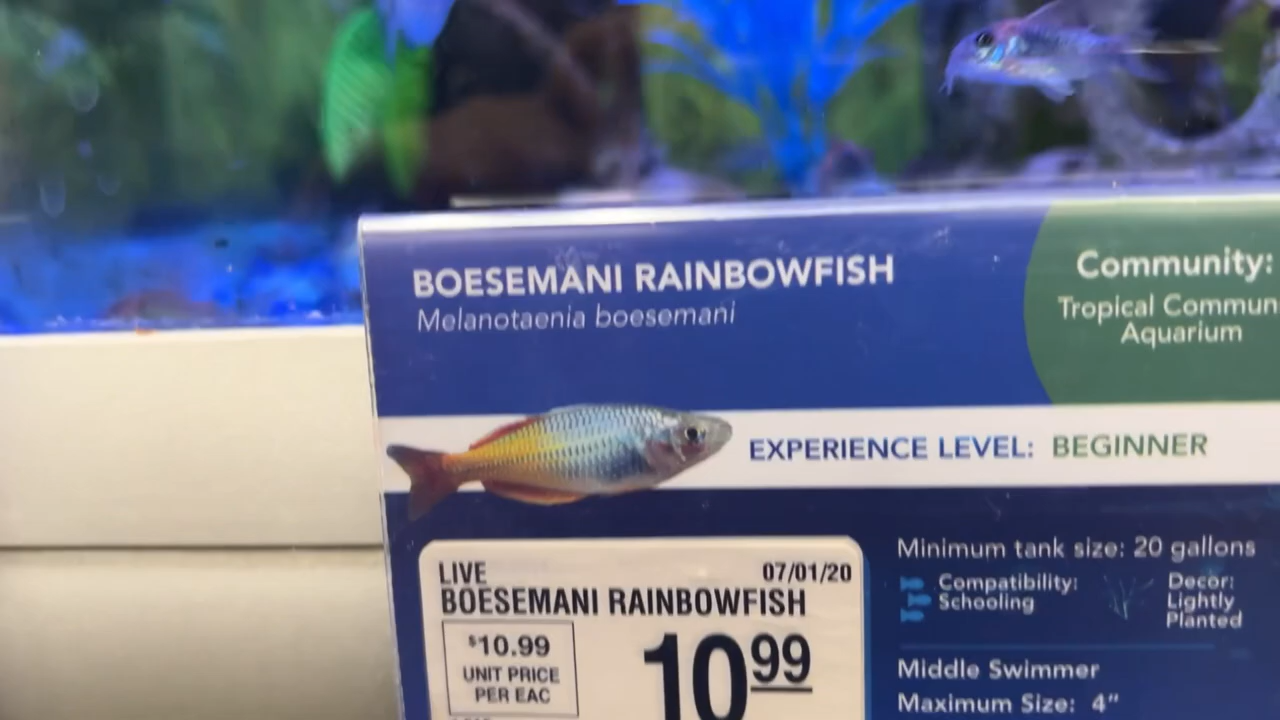 BOESEMANI RAINBOWFISH
Melanotaenia boesemani
Community:
Tropical Commun
Aquarium
EXPERIENCE LEVEL: BEGINNER
LIVE 07/01/20
BOESEMANI RAINBOWFISH
$10.99
UNIT PRICE
PER EAC
10.99
Minimum tank size: 20 gallons
Compatibility:
Schooling
Decor:
Lightly
Planted
Middle Swimmer
Maximum Size: 4"